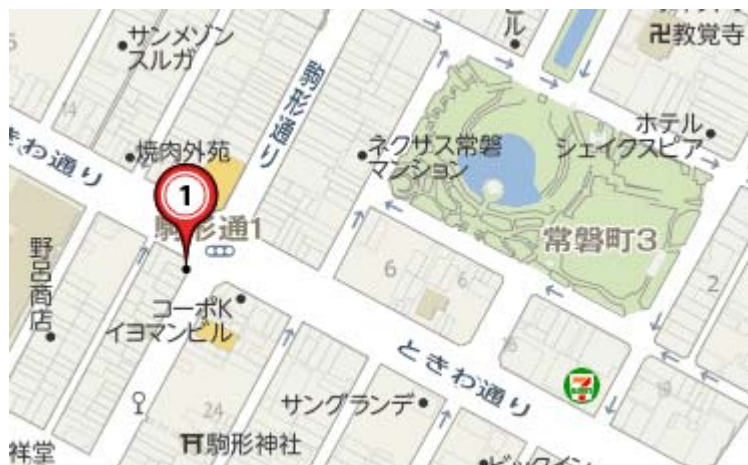 サンメゾン
スルガ
ル
卍教覚寺
5
14
駒形通り
焼肉外苑
ときわ通り
ネクサス常磐
マンション
ホテル
シェイクスピア
1
駒形通1
常磐町3
野呂商店
6
6
2
コーポK
イヨマンビル
ときわ通り
サングランデ
24
駒形神社
祥堂